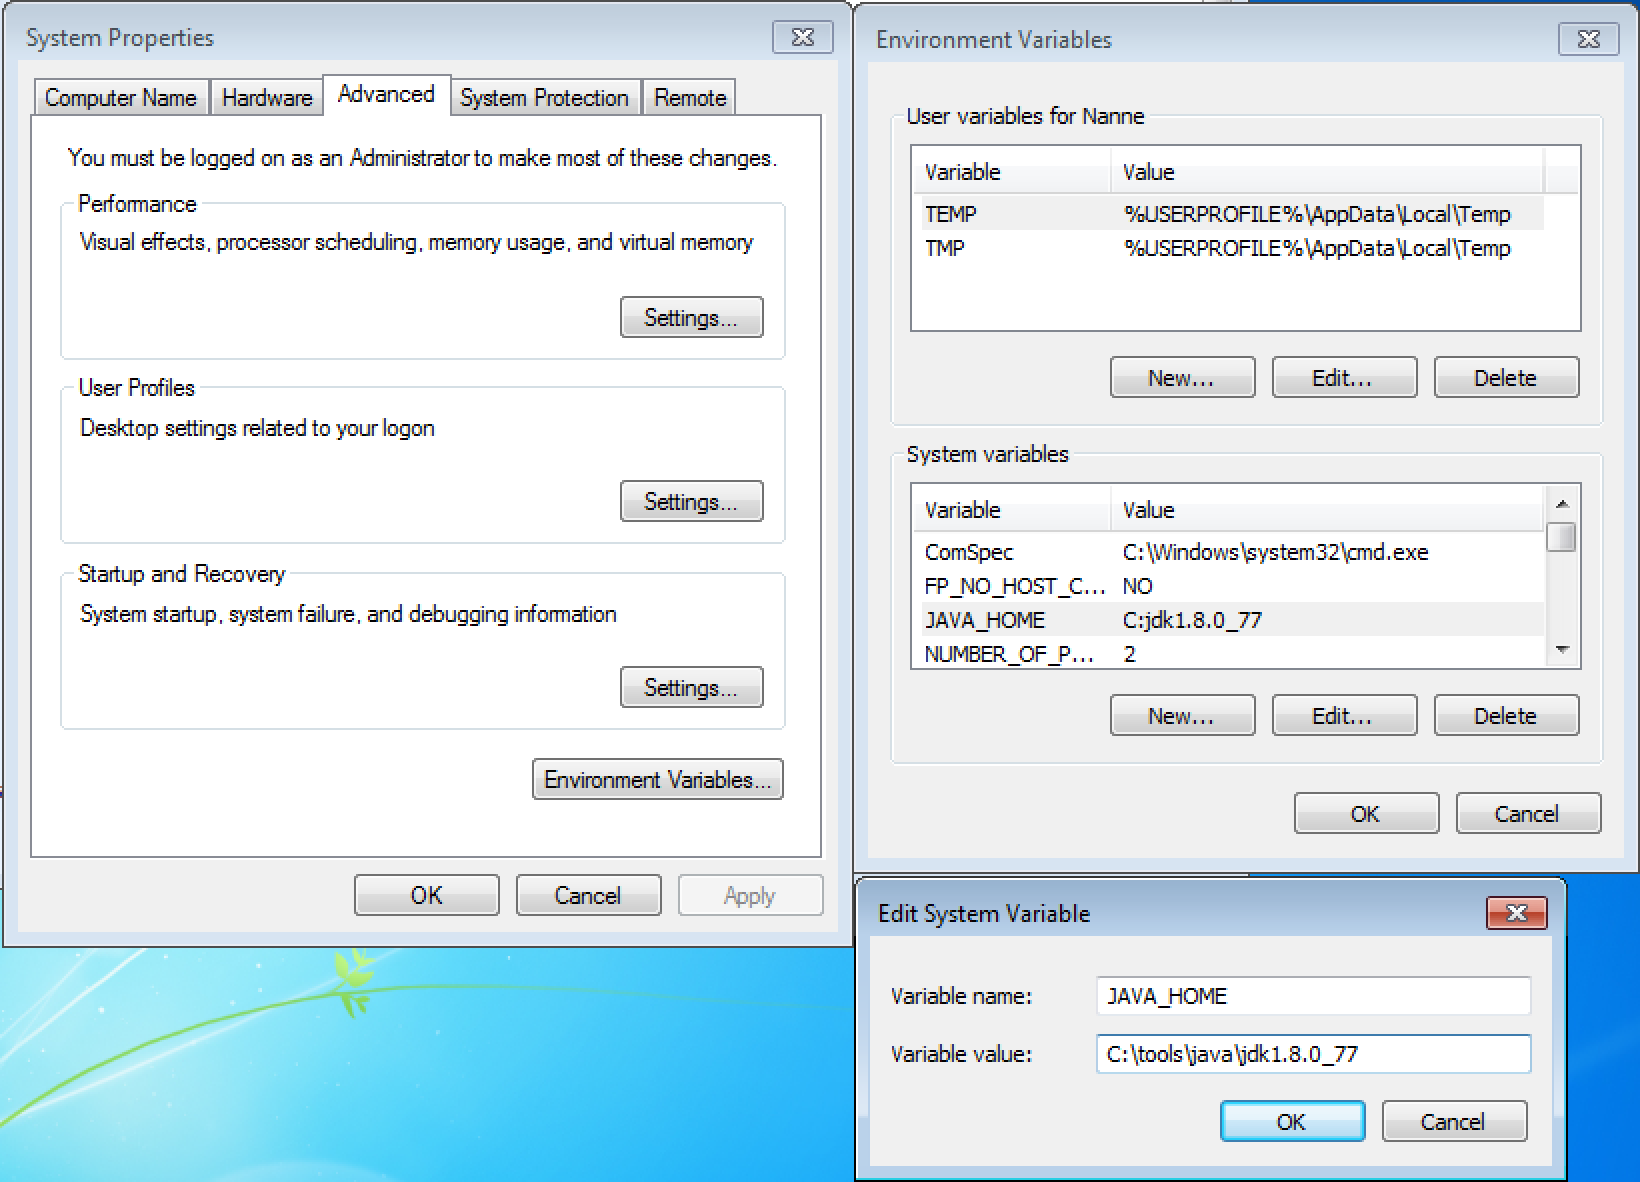 System Properties
Computer Name Hardware Advanced System Protection Remote
You must be logged on as an Administrator to make most of these changes.
Performance
Visual effects, processor scheduling, memory usage, and virtual memory
Settings...
User Profiles
Desktop settings related to your logon
Settings...
Startup and Recovery
System startup, system failure, and debugging information
Settings...
Environment Variables...
OK Cancel Apply
Environment Variables
User variables for Nanne
Variable Value
TEMP %USERPROFILE%\AppData\Local\Temp
TMP %USERPROFILE%\AppData\Local\Temp
New... Edit... Delete
System variables
Variable Value
ComSpec C:\Windows\system32\cmd.exe
FP_NO_HOST_C... NO
JAVA_HOME C:jdk1.8.0_77
NUMBER_OF_P... 2
New... Edit... Delete
OK Cancel
Edit System Variable
Variable name: JAVA_HOME
Variable value: C:\tools\java\jdk1.8.0_77
OK Cancel